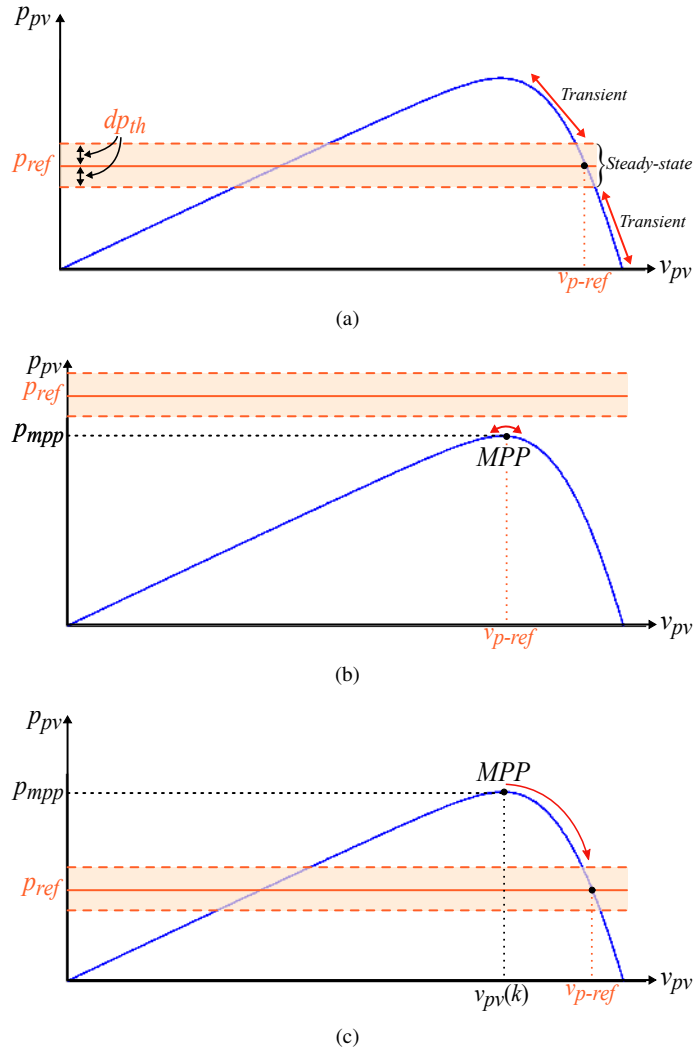 p_pv
dp_th
Transient
p_ref
Steady-state
Transient
v_pv
v_p-ref
(a)
p_pv
p_ref
p_mpp
MPP
v_pv
v_p-ref
(b)
p_pv
MPP
p_mpp
p_ref
v_pv
v_pv(k)
v_p-ref
(c)